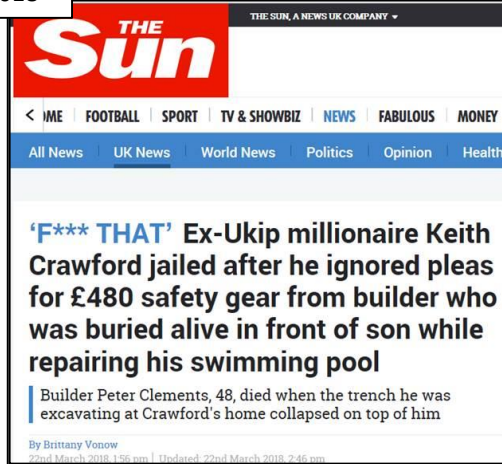 THE SUN, A NEWS UK COMPANY
THE
Sun
FOOTBALL SPORT TV & SHOWBIZ NEWS FABULOUS MONEY
All News UK News World News Politics Opinion Health
‘F*** THAT’ Ex-Ukip millionaire Keith
Crawford jailed after he ignored pleas
for £480 safety gear from builder who
was buried alive in front of son while
repairing his swimming pool
Builder Peter Clements, 48, died when the trench he was
excavating at Crawford's home collapsed on top of him
By Brittany Vonow
22nd March 2018, 1:56 pm | Updated: 22nd March 2018, 2:46 pm